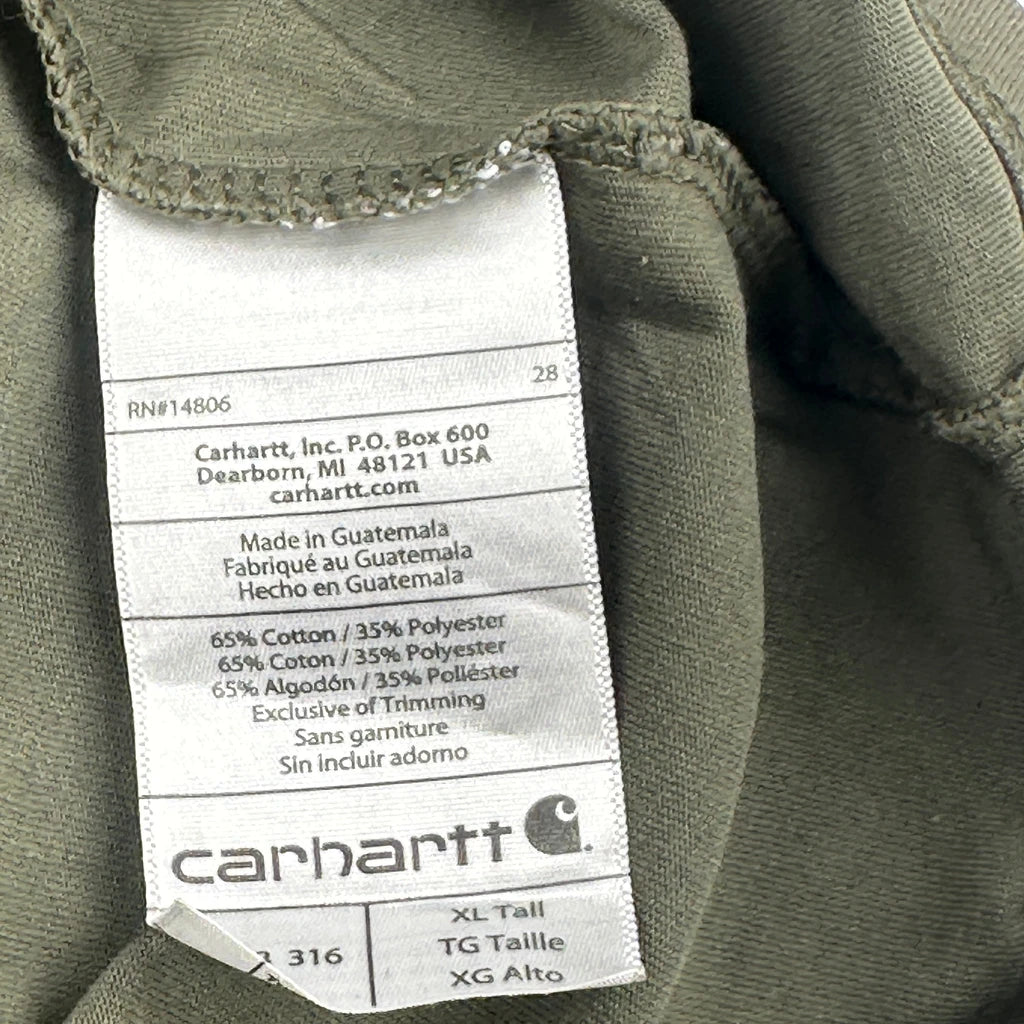 28
RN#14806
Carhartt, Inc. P.O. Box 600
Dearborn, MI 48121 USA
carhartt.com
Made in Guatemala
Fabriqué au Guatemala
Hecho en Guatemala
65% Cotton / 35% Polyester
65% Coton / 35% Polyester
65% Algodón / 35% Poliéster
Exclusive of Trimming
Sans garniture
Sin incluir adorno
carhartt
316
XL Tall
TG Taille
XG Alto